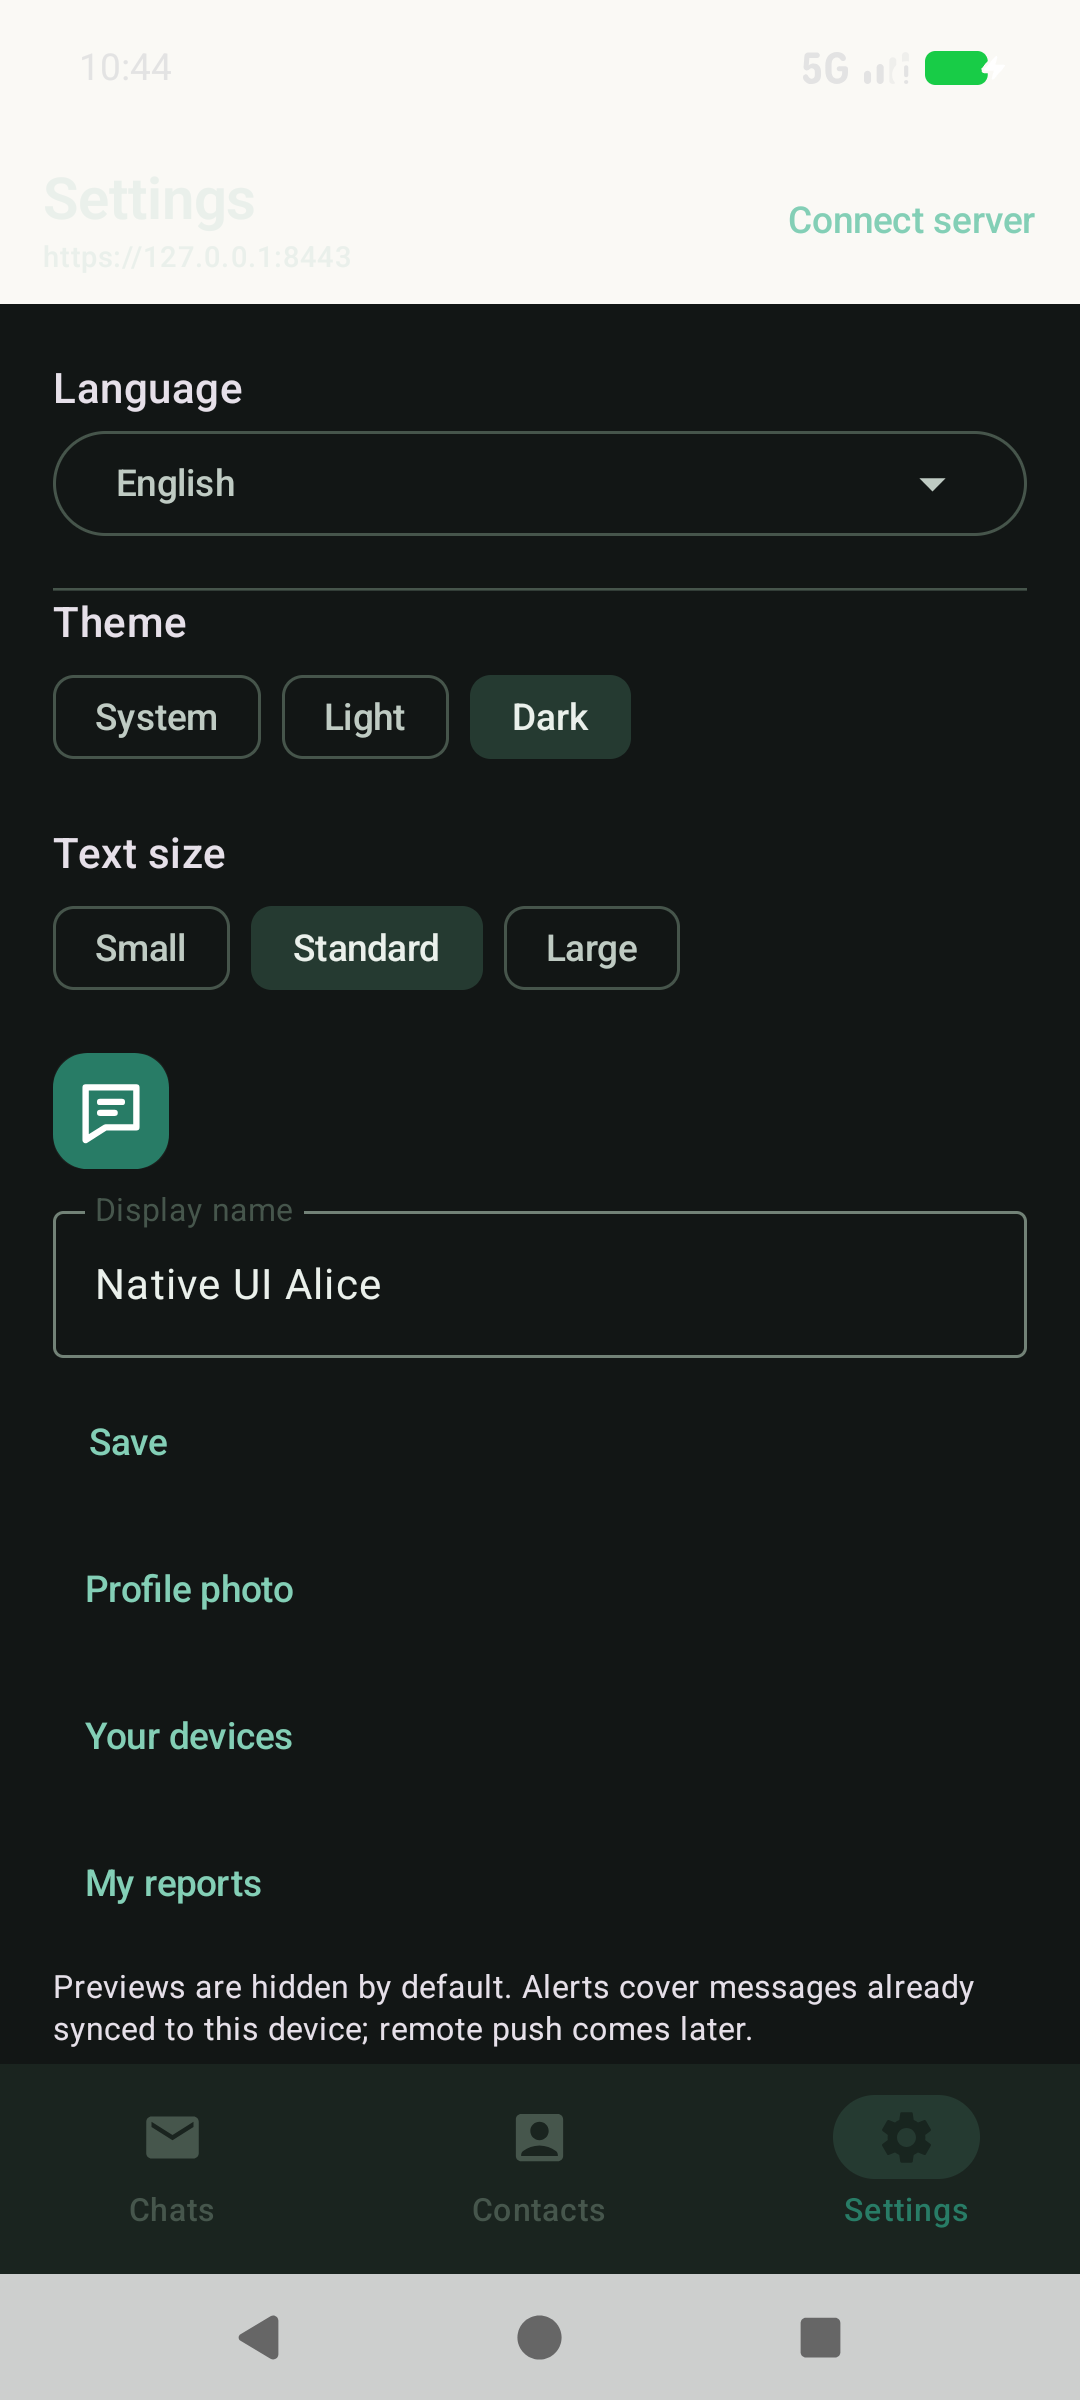 10:44
5G
Settings
Connect server
https://127.0.0.1:8443
Language
English
Theme
System
Light
Dark
Text size
Small
Standard
Large
Display name
Native UI Alice
Save
Profile photo
Your devices
My reports
Previews are hidden by default. Alerts cover messages already
synced to this device; remote push comes later.
Chats
Contacts
Settings